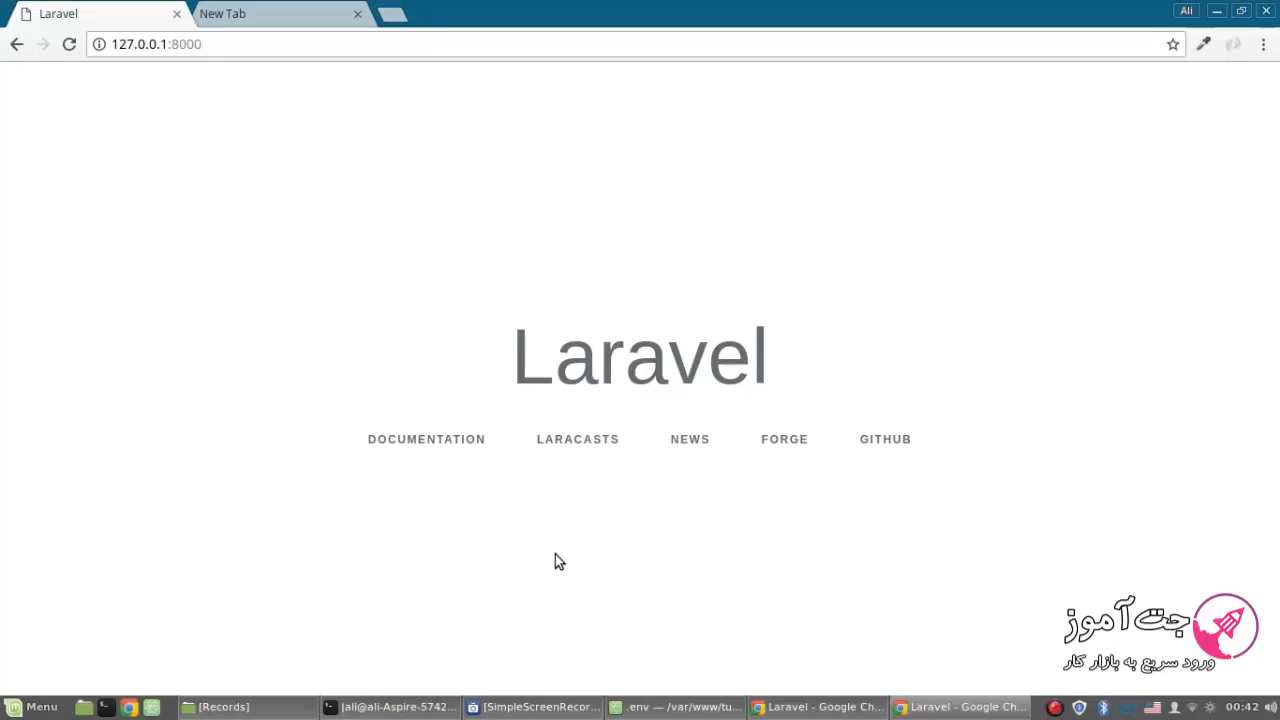 Laravel
New Tab
Ali
127.0.0.1:8000
Laravel
DOCUMENTATION
LARACASTS
NEWS
FORGE
GITHUB
جت آموز
ورود سریع به بازار کار
Menu
[Records]
[ali@ali-Aspire-5742...
[SimpleScreenRecor...
.env — /var/www/tu...
Laravel - Google Ch...
Laravel - Google Ch...
00:42